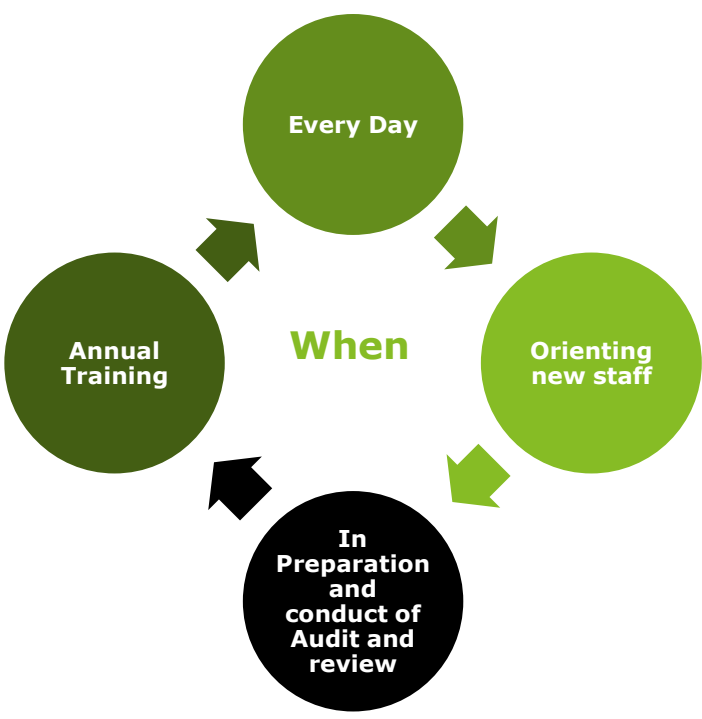 Every Day
When
Orienting
new staff
In
Preparation
and
conduct of
Audit and
review
Annual
Training